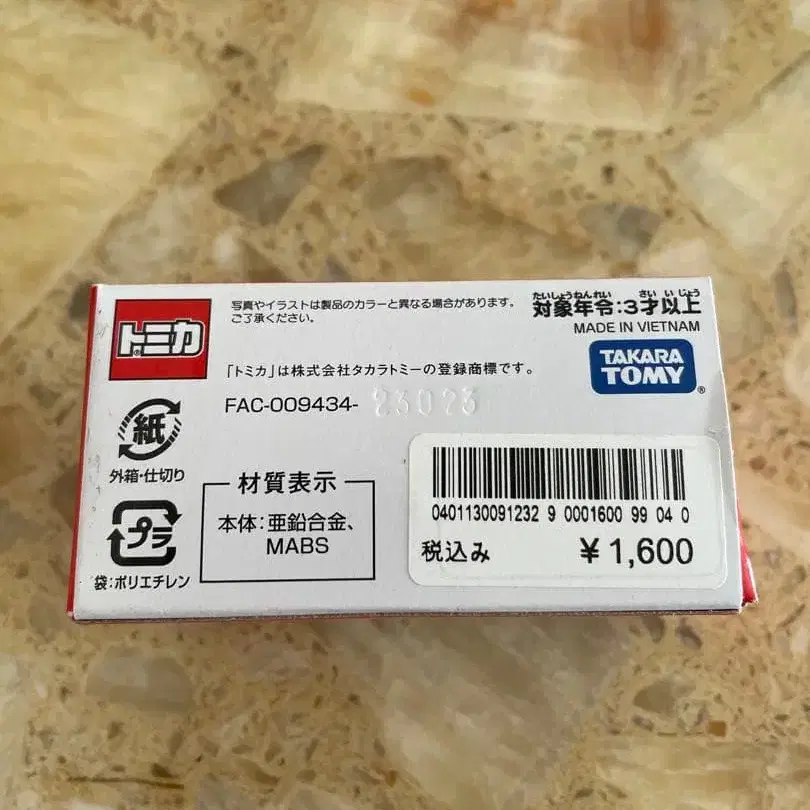 トミカ®
写真やイラストは製品のカラーと異なる場合があります。
ご了承ください。
たいしょうねんれい さい いじょう
対象年令:3才以上
MADE IN VIETNAM
「トミカ」は株式会社タカラトミーの登録商標です。
TAKARA
TOMY®
FAC-009434- 23023
紙
外箱・仕切り
プラ
袋:ポリエチレン
材質表示
本体:亜鉛合金、
MABS
0401130091232 9 0001600 99 04 0
税込み ¥1,600